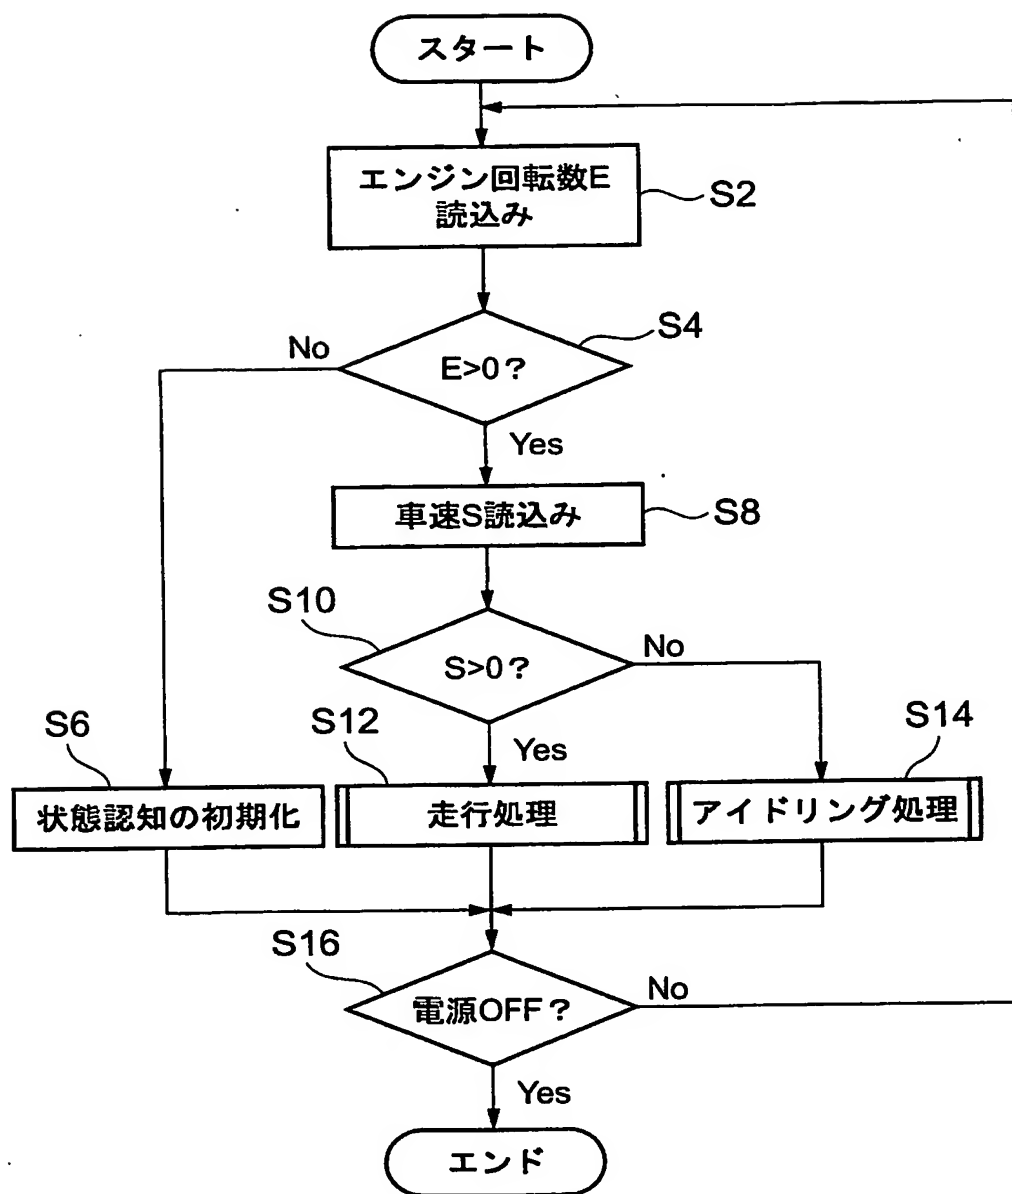 スタート
エンジン回転数E
読込み
S2
S4
E>0?
No
Yes
車速S読込み
S8
S10
S>0?
No
Yes
S6
状態認知の初期化
S12
走行処理
S14
アイドリング処理
S16
電源OFF?
No
Yes
エンド